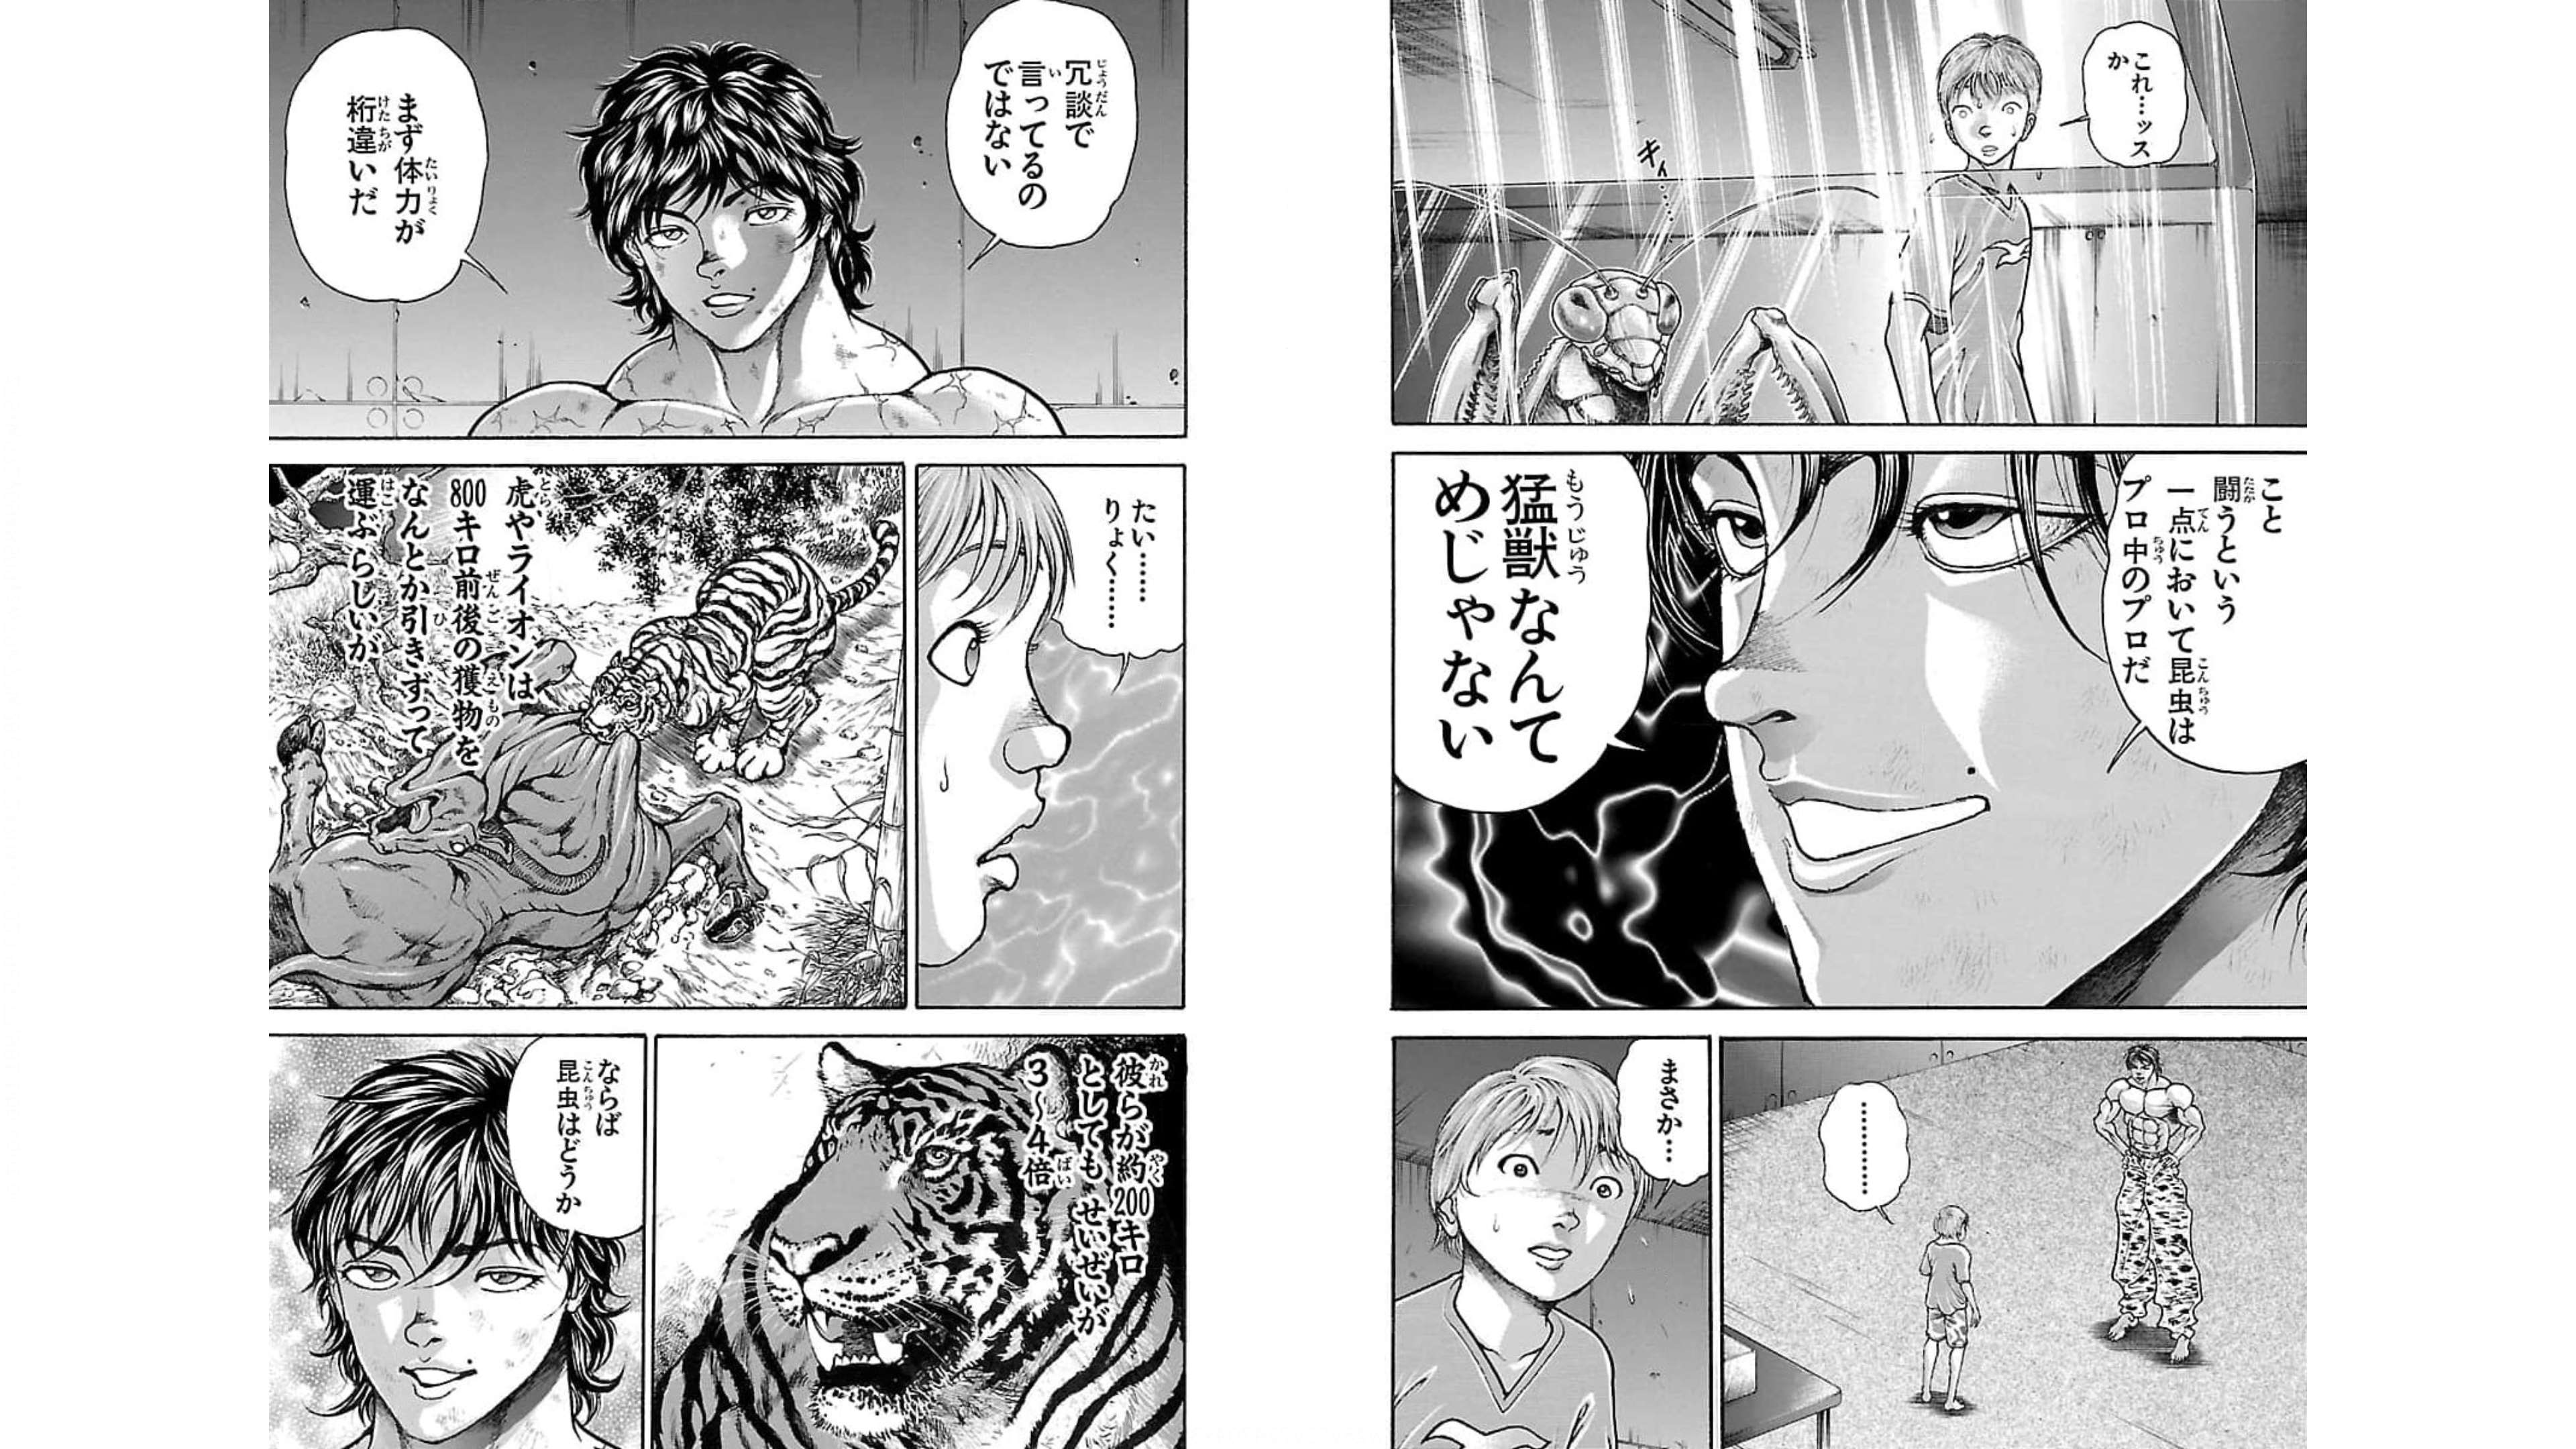 これ…ッス
か
キィ……
こと
闘うという
一点において昆虫は
プロ中のプロだ
猛獣なんて
めじゃない
…………
まさか…
冗談で
言ってるの
ではない
まず体力が
桁違いだ
たい……
りょく……
虎やライオンは
800キロ前後の獲物を
なんとか引きずって
運ぶらしいが
彼らが約200キロ
としても せいぜいが
3〜4倍
ならば
昆虫はどうか